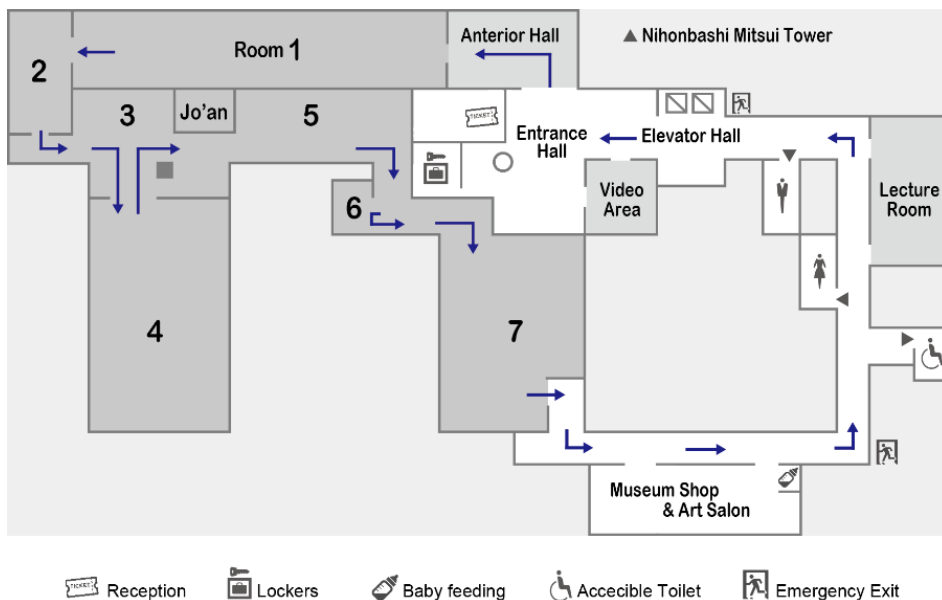 Anterior Hall
▲ Nihonbashi Mitsui Tower
Room 1
2
3
Jo'an
5
TICKET
Entrance
Hall
Elevator Hall
Video
Area
Lecture
Room
6
4
7
Museum Shop
& Art Salon
TICKET
Reception
Lockers
Baby feeding
Accecible Toilet
Emergency Exit